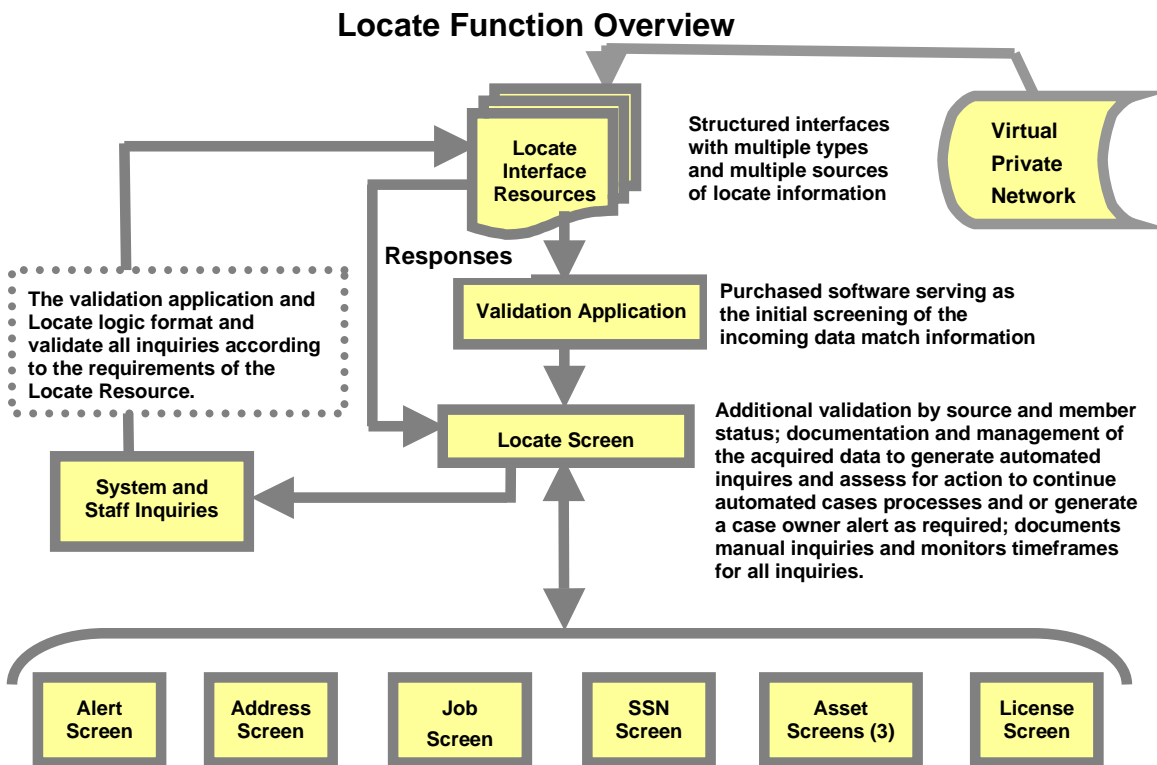 Locate Function Overview
Locate
Interface
Resources
Structured interfaces
with multiple types
and multiple sources
of locate information
Virtual
Private
Network
Responses
The validation application and
Locate logic format and
validate all inquiries according
to the requirements of the
Locate Resource.
Validation Application
Purchased software serving as
the initial screening of the
incoming data match information
Locate Screen
Additional validation by source and member
status; documentation and management of
the acquired data to generate automated
inquires and assess for action to continue
automated cases processes and or generate
a case owner alert as required; documents
manual inquiries and monitors timeframes
for all inquiries.
System and
Staff Inquiries
Alert
Screen
Address
Screen
Job
Screen
SSN
Screen
Asset
Screens (3)
License
Screen